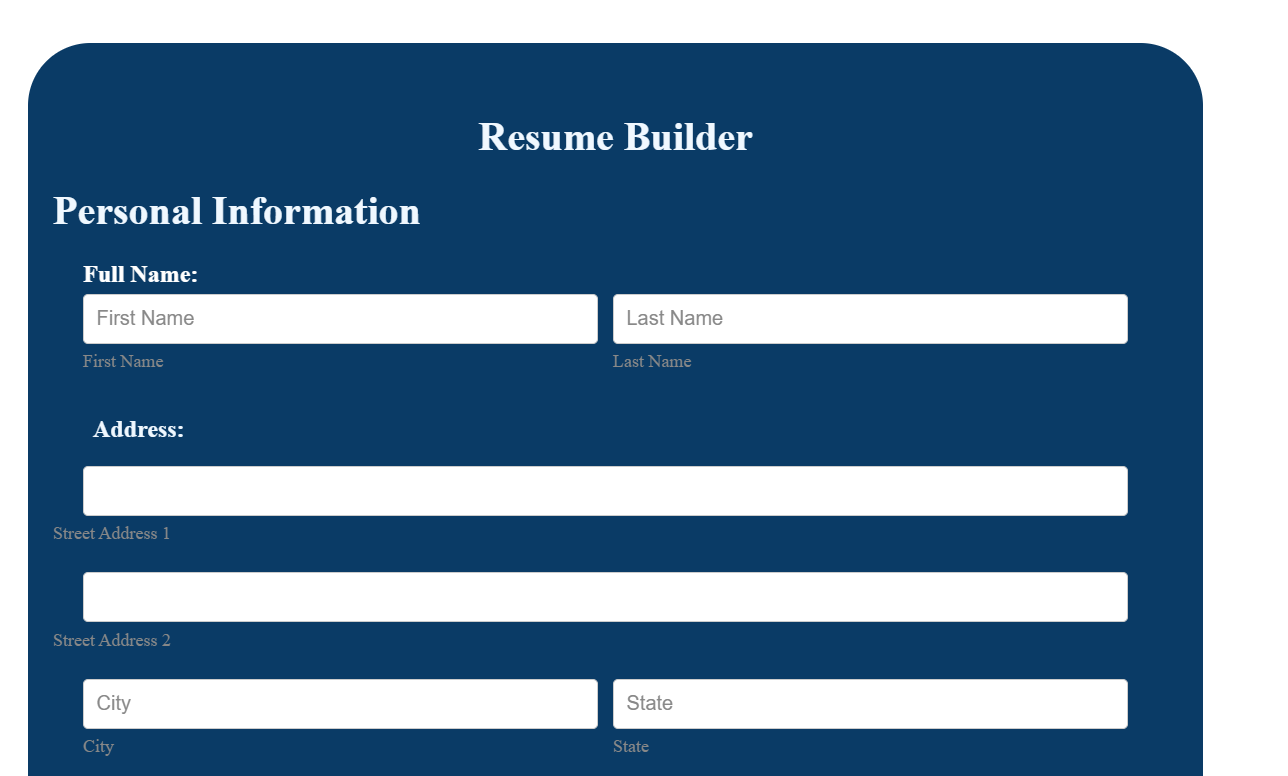 Resume Builder
Personal Information
Full Name:
First Name Last Name
First Name Last Name
Address:
Street Address 1
Street Address 2
City State
City State